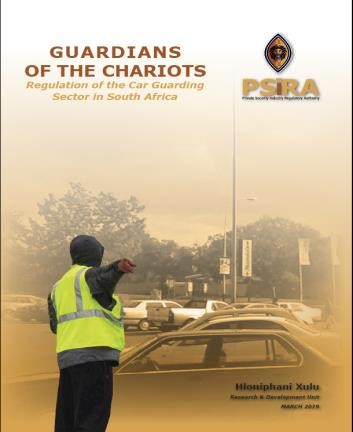 GUARDIANS
OF THE CHARIOTS
Regulation of the Car Guarding
Sector in South Africa
PSiRA
Private Security Industry Regulatory Authority
Hloniphani Xulu
Research & Development Unit
MARCH 2019